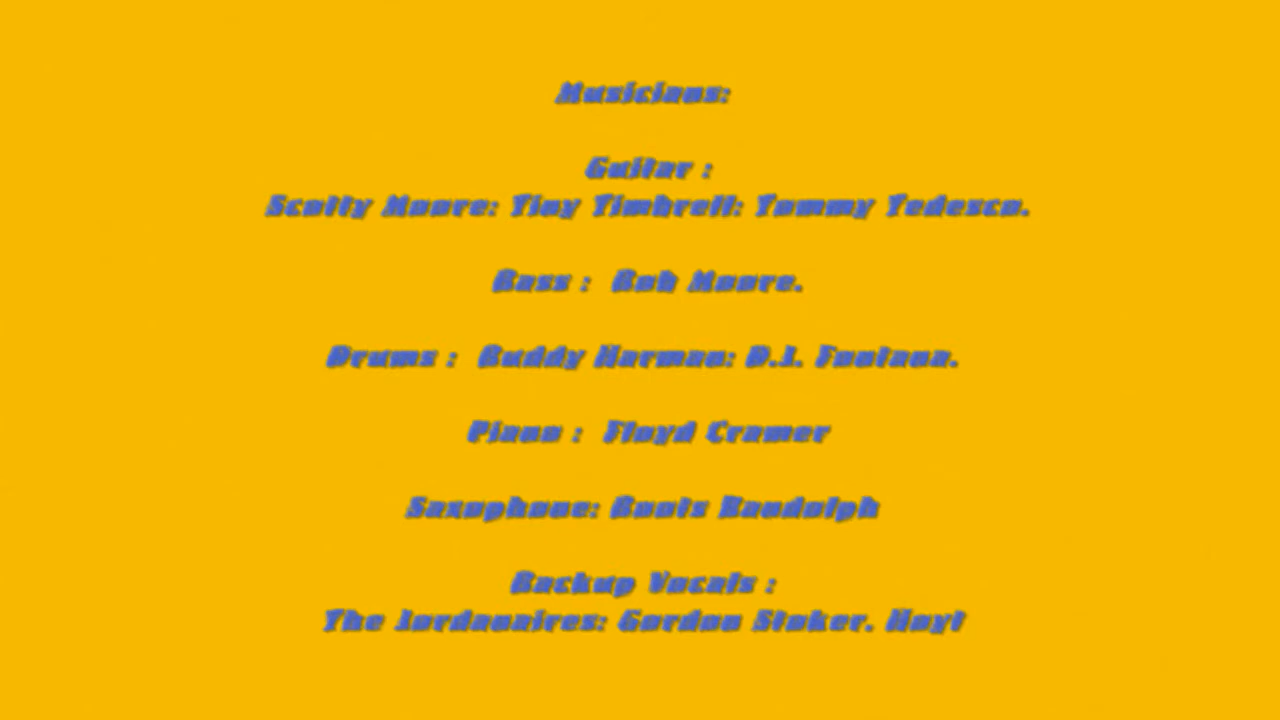 Musicians:
Guitar :
Scotty Moore: Tiny Timbrell: Tommy Tedesco.
Bass : Bob Moore.
Drums : Buddy Harman: D.J. Fontana.
Piano : Floyd Cramer
Saxophone: Boots Randolph
Backup Vocals :
The Jordanaires: Gordon Stoker. Hoyt